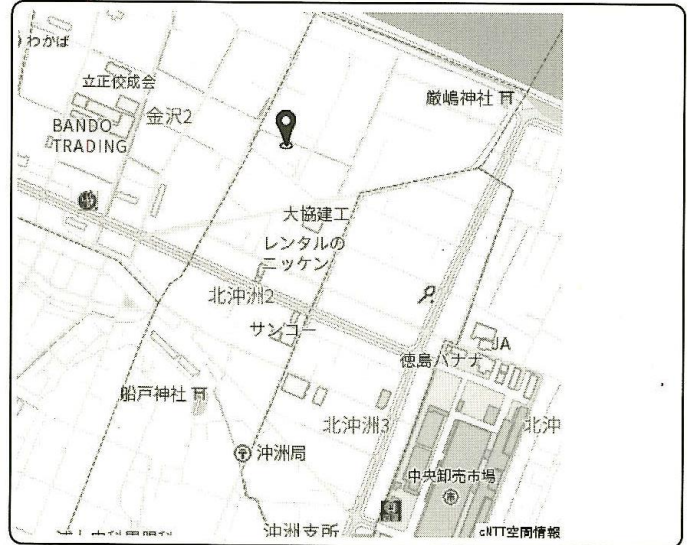 わかば
立正佼成会
金沢2
BANDO
TRADING
厳嶋神社
大協建工
レンタルの
ニッケン
北沖洲2
サンコー
JA
徳島バナナ
船戸神社
北沖洲3
北沖
沖洲局
中央卸売市場
沖洲支所
©NTT空間情報